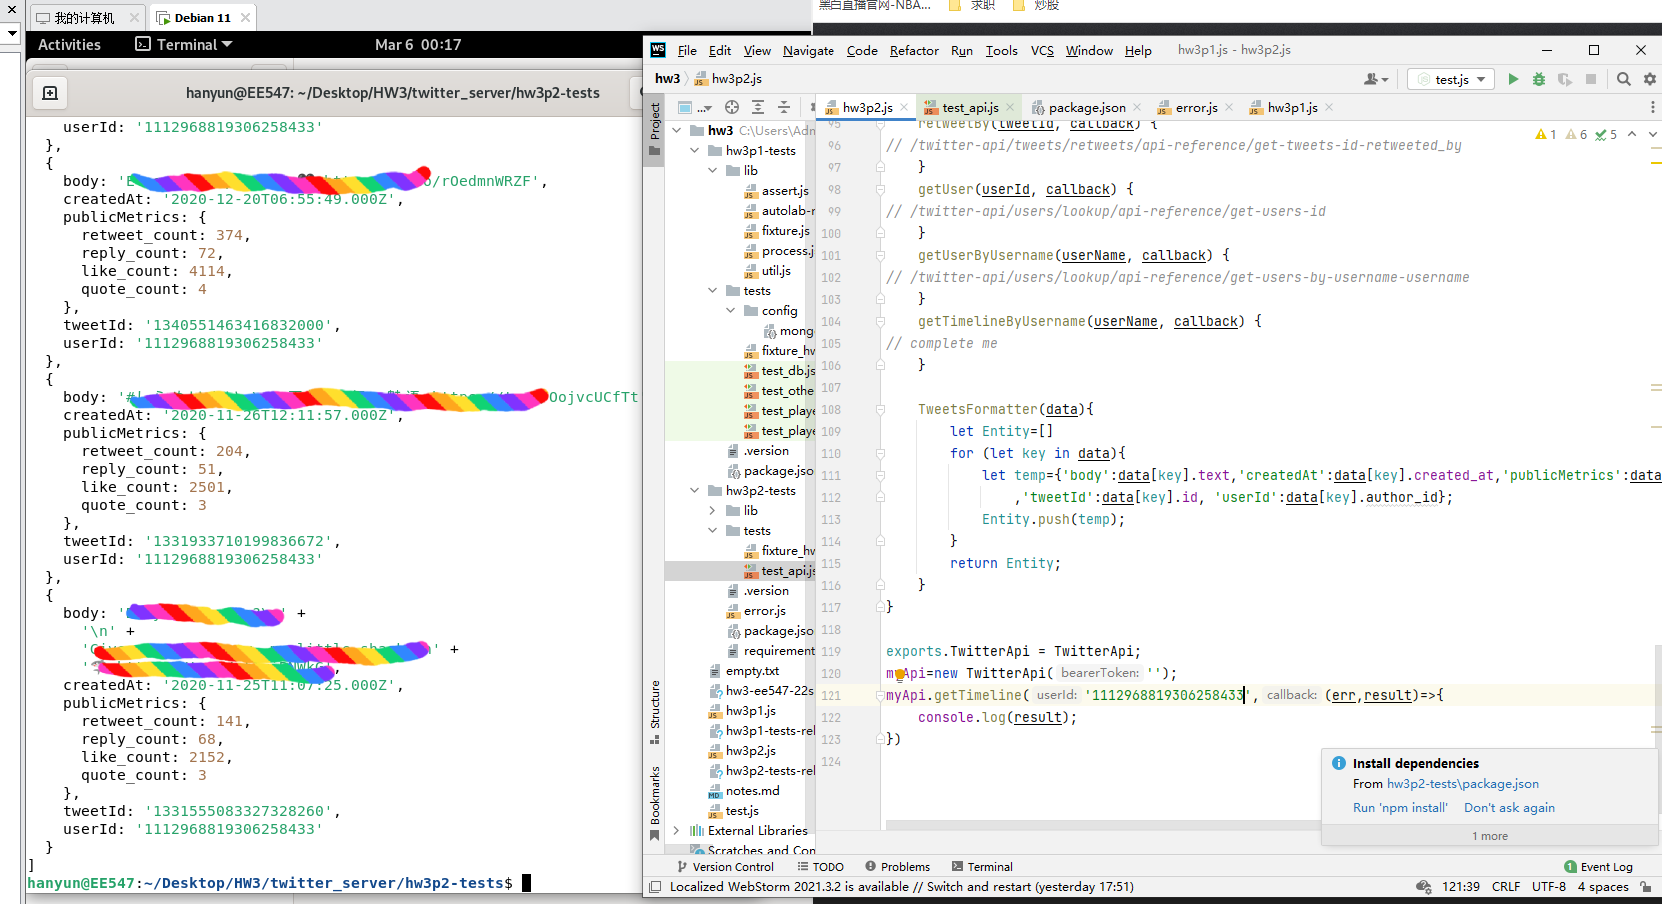 我的计算机
Debian 11
黑白直播官网-NBA...
求职
炒股
Activities
Terminal
Mar 6 00:17
hanyun@EE547: ~/Desktop/HW3/twitter_server/hw3p2-tests
userId: '1112968819306258433'
},
{
body: '
o/rOedmnWRZF',
createdAt: '2020-12-20T06:55:49.000Z',
publicMetrics: {
retweet_count: 374,
reply_count: 72,
like_count: 4114,
quote_count: 4
},
tweetId: '1340551463416832000',
userId: '1112968819306258433'
},
{
body: '#
OojvcUCfTt
createdAt: '2020-11-26T12:11:57.000Z',
publicMetrics: {
retweet_count: 204,
reply_count: 51,
like_count: 2501,
quote_count: 3
},
tweetId: '1331933710199836672',
userId: '1112968819306258433'
},
{
body: '
' +
'\n' +
' +
createdAt: '2020-11-25T11:07:25.000Z',
publicMetrics: {
retweet_count: 141,
reply_count: 68,
like_count: 2152,
quote_count: 3
},
tweetId: '1331555083327328260',
userId: '1112968819306258433'
}
]
hanyun@EE547:~/Desktop/HW3/twitter_server/hw3p2-tests$
WS
File Edit View Navigate Code Refactor Run Tools VCS Window Help
hw3p1.js - hw3p2.js
hw3
hw3p2.js
test.js
Project
Structure
Bookmarks
hw3 C:\Users\Adm
hw3p1-tests
lib
assert.js
autolab-r
fixture.js
process.j
util.js
tests
config
mong
fixture_hw
test_db.js
test_othe
test_playe
test_playe
.version
package.jso
hw3p2-tests
lib
tests
fixture_hw
test_api.js
.version
error.js
package.jso
requirement
empty.txt
hw3-ee547-22s
hw3p1.js
hw3p1-tests-rel
hw3p2.js
hw3p2-tests-rel
notes.md
test.js
External Libraries
Scratches and Con
hw3p2.js
test_api.js
package.json
error.js
hw3p1.js
1 6 5
95 retweetBy(tweetId, callback) {
96 // /twitter-api/tweets/retweets/api-reference/get-tweets-id-retweeted_by
97 }
98 getUser(userId, callback) {
99 // /twitter-api/users/lookup/api-reference/get-users-id
100 }
101 getUserByUsername(userName, callback) {
102 // /twitter-api/users/lookup/api-reference/get-users-by-username-username
103 }
104 getTimelineByUsername(userName, callback) {
105 // complete me
106 }
107
108 TweetsFormatter(data){
109 let Entity=[]
110 for (let key in data){
111 let temp={'body':data[key].text,'createdAt':data[key].created_at,'publicMetrics':data
112 ,'tweetId':data[key].id, 'userId':data[key].author_id};
113 Entity.push(temp);
114 }
115 return Entity;
116 }
117 }
118
119 exports.TwitterApi = TwitterApi;
120 myApi=new TwitterApi( bearerToken: '');
121 myApi.getTimeline( userId: '1112968819306258433', callback: (err,result)=>{
122 console.log(result);
123 })
124
Install dependencies
From hw3p2-tests\package.json
Run 'npm install' Don't ask again
1 more
Version Control
TODO
Problems
Terminal
1 Event Log
Localized WebStorm 2021.3.2 is available // Switch and restart (yesterday 17:51)
121:39 CRLF UTF-8 4 spaces